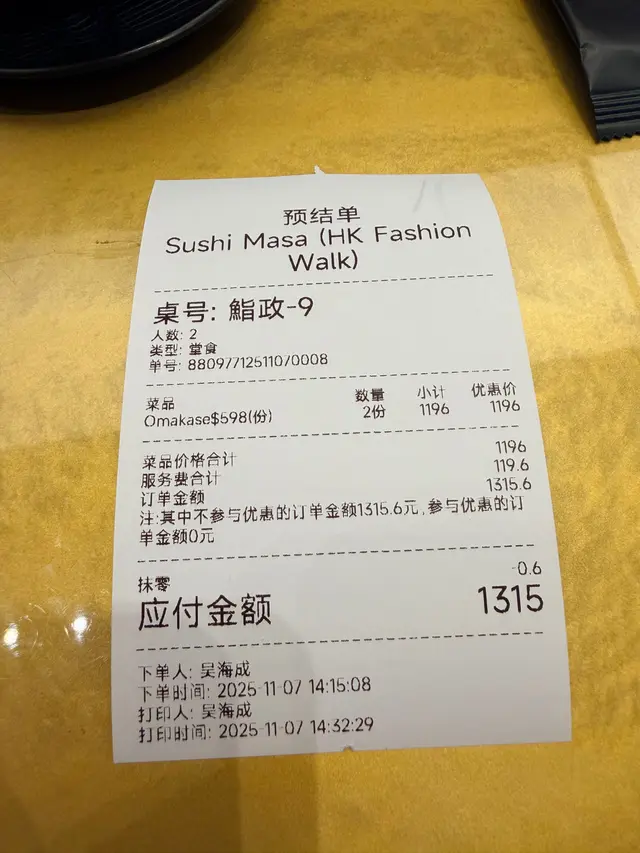 预结单
Sushi Masa (HK Fashion
Walk)
桌号: 鮨政-9
人数: 2
类型: 堂食
单号: 88097712511070008
菜品 数量 小计 优惠价
Omakase$598(份) 2份 1196 1196
菜品价格合计 1196
服务费合计 119.6
订单金额 1315.6
注:其中不参与优惠的订单金额1315.6元,参与优惠的订
单金额0元
抹零 -0.6
应付金额 1315
下单人: 吴海成
下单时间: 2025-11-07 14:15:08
打印人: 吴海成
打印时间: 2025-11-07 14:32:29